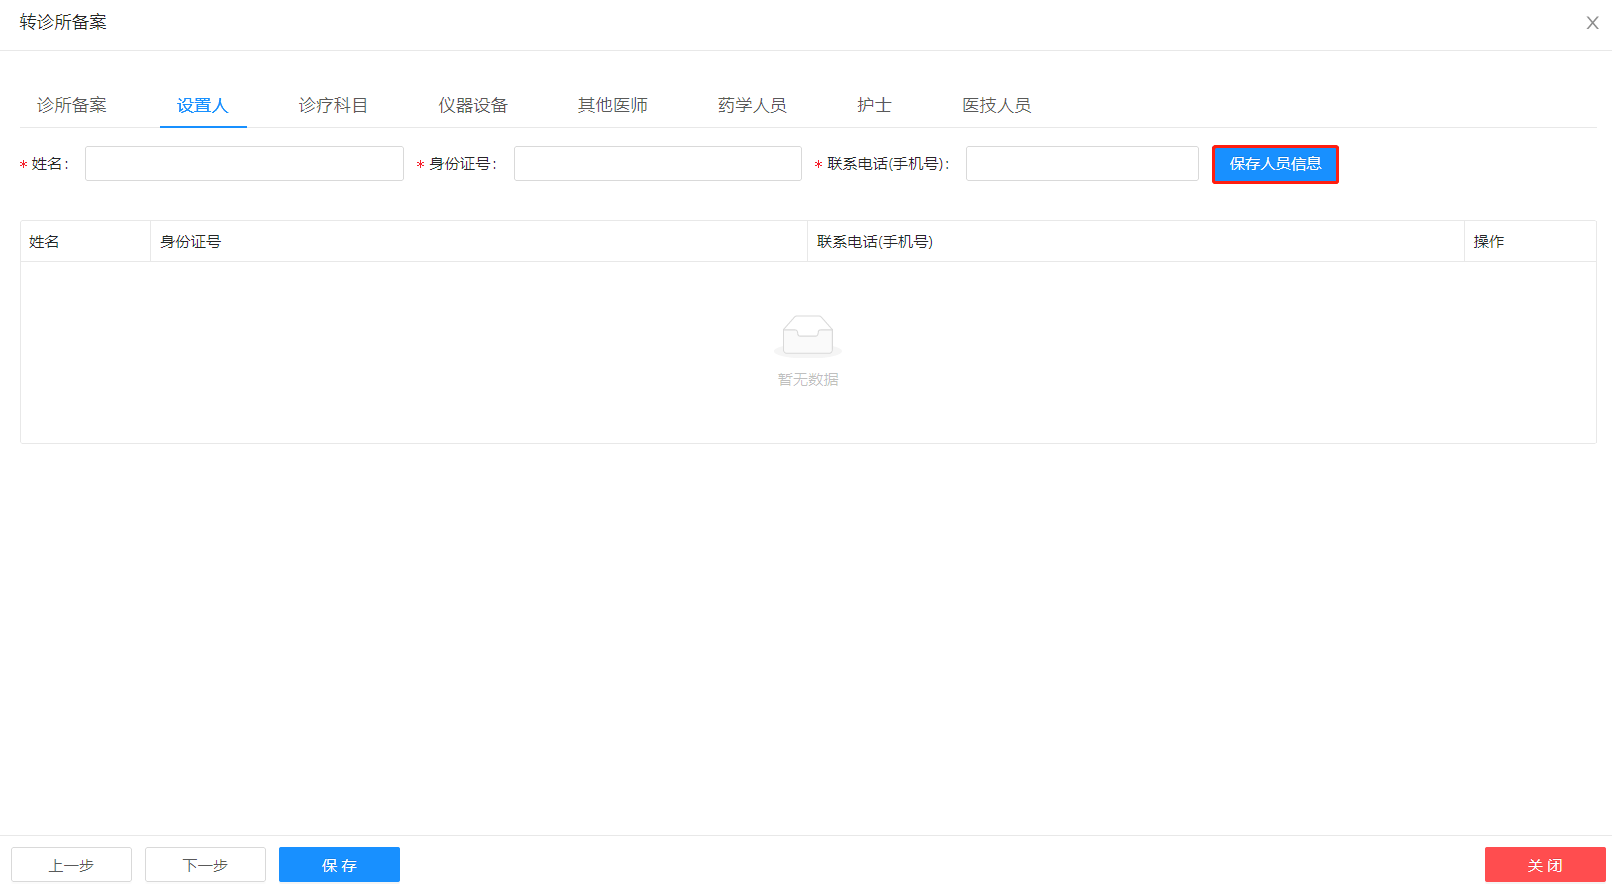 转诊所备案
诊所备案 设置人 诊疗科目 仪器设备 其他医师 药学人员 护士 医技人员
* 姓名: * 身份证号: * 联系电话(手机号): 保存人员信息
姓名 身份证号 联系电话(手机号) 操作
暂无数据
上一步 下一步 保 存 关 闭